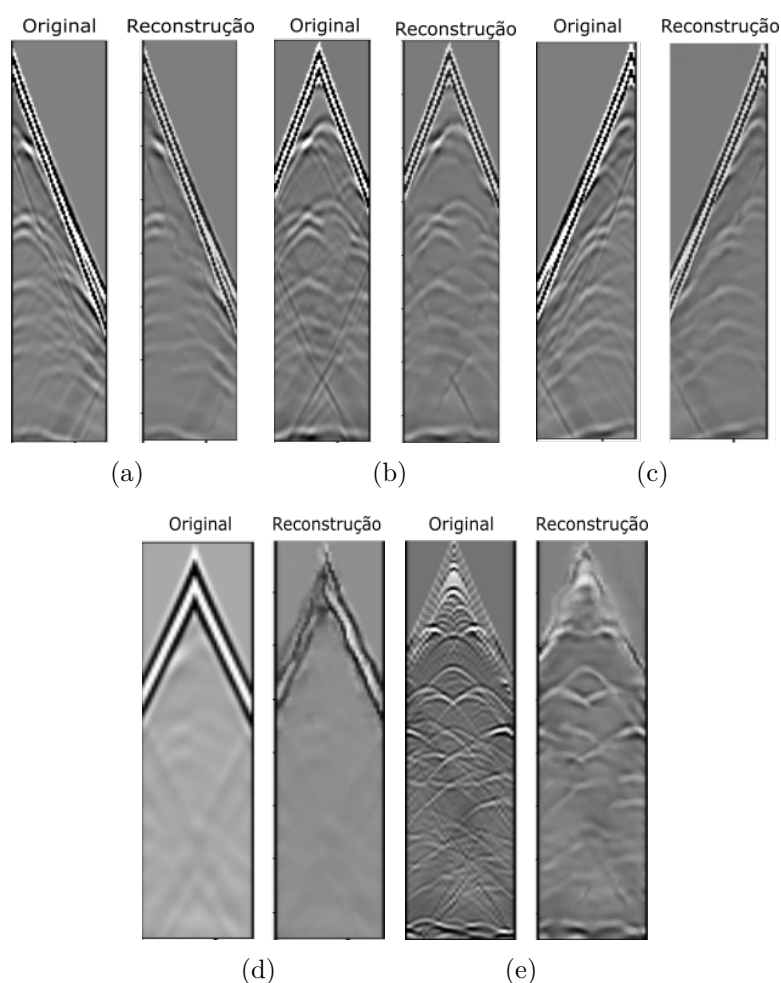 Original Reconstrução Original Reconstrução Original Reconstrução
(a) (b) (c)
Original Reconstrução Original Reconstrução
(d) (e)